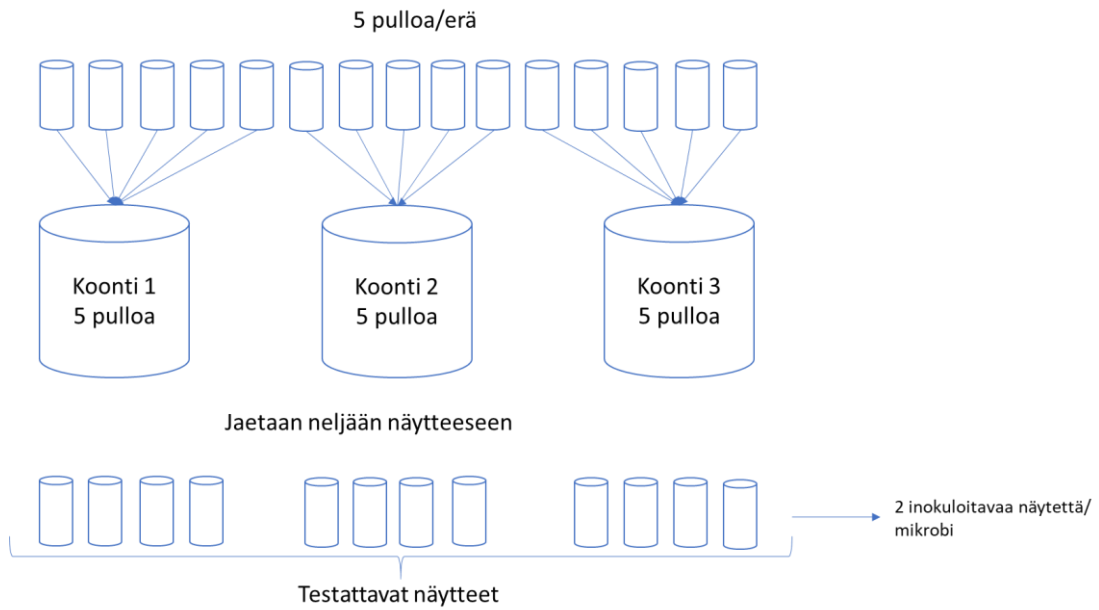 5 pulloa/erä
Koonti 1
5 pulloa
Koonti 2
5 pulloa
Koonti 3
5 pulloa
Jaetaan neljään näytteeseen
2 inokuloitavaa näytettä/
mikrobi
Testattavat näytteet